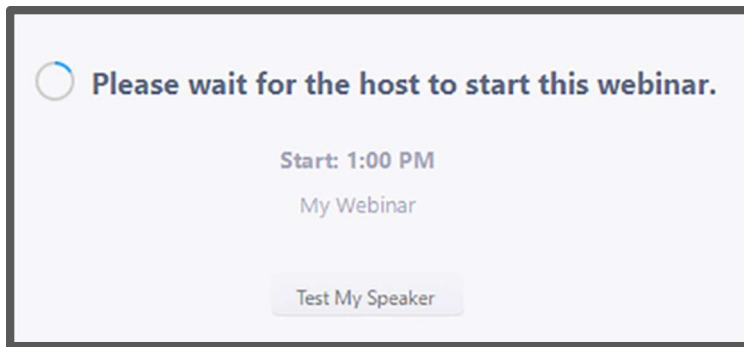 Please wait for the host to start this webinar.
Start: 1:00 PM
My Webinar
Test My Speaker